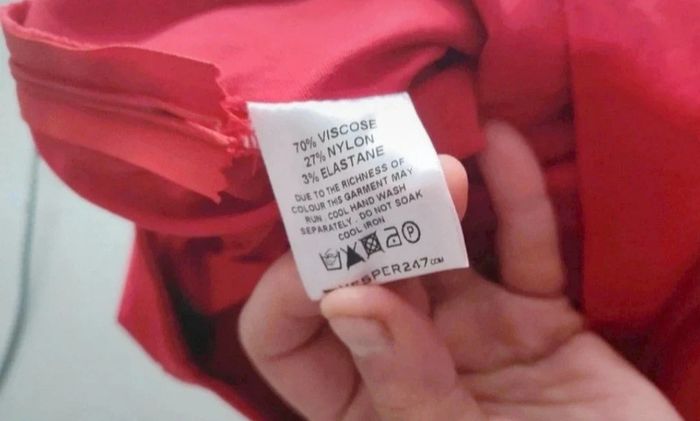 70% VISCOSE
27% NYLON
3% ELASTANE
DUE TO THE RICHNESS OF
COLOUR THIS GARMENT MAY
RUN . COOL HAND WASH
SEPARATELY . DO NOT SOAK
COOL IRON
P
VESPER247.COM